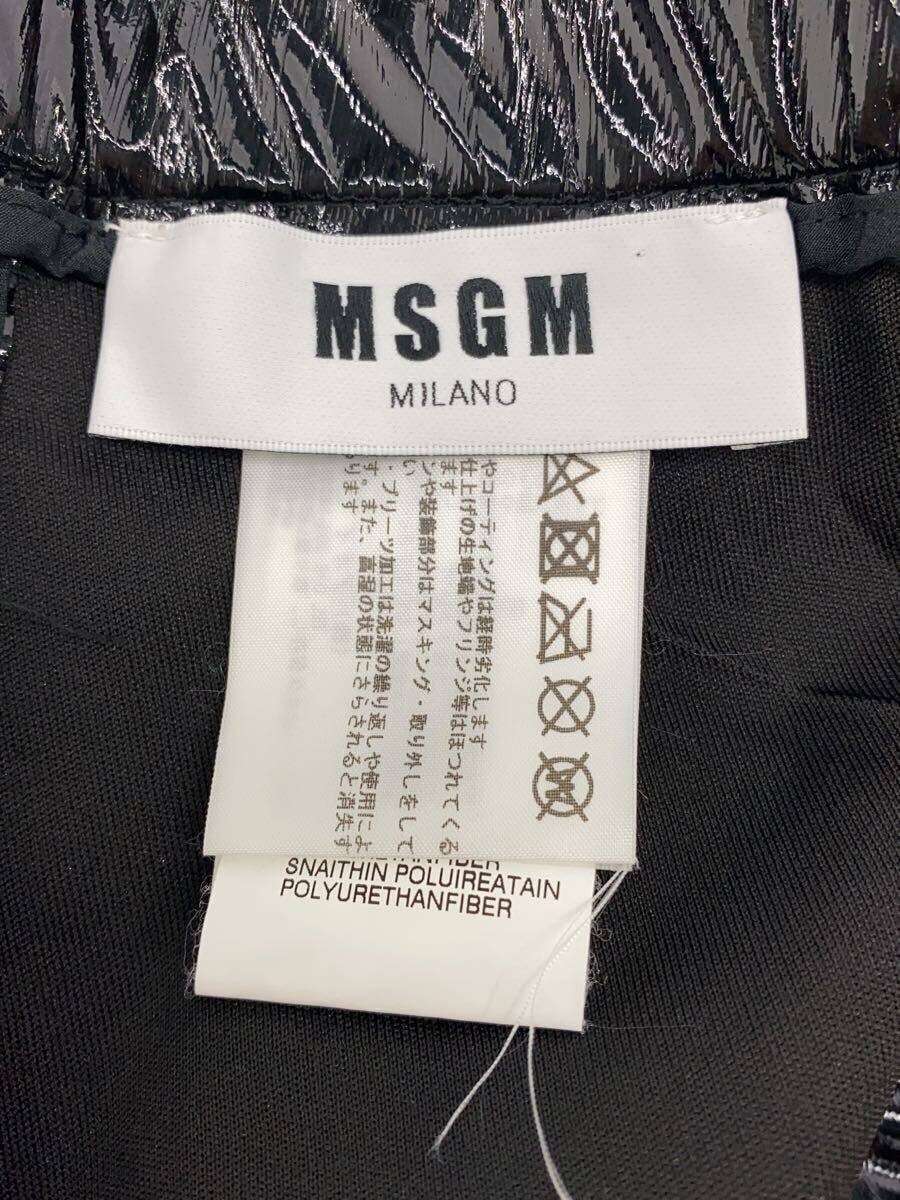 MSGM
MILANO
やコーティングは経時劣化します
仕上げの生地端やフリンジ等はほつれてくる
ます
ンや装飾部分はマスキング・取り外しをして
い
・プリーツ加工は洗濯の繰り返しや使用によ
す。また、高湿の状態にさらされると消失す
ります
SNAITHIN POLUIREATAIN
POLYURETHANFIBER